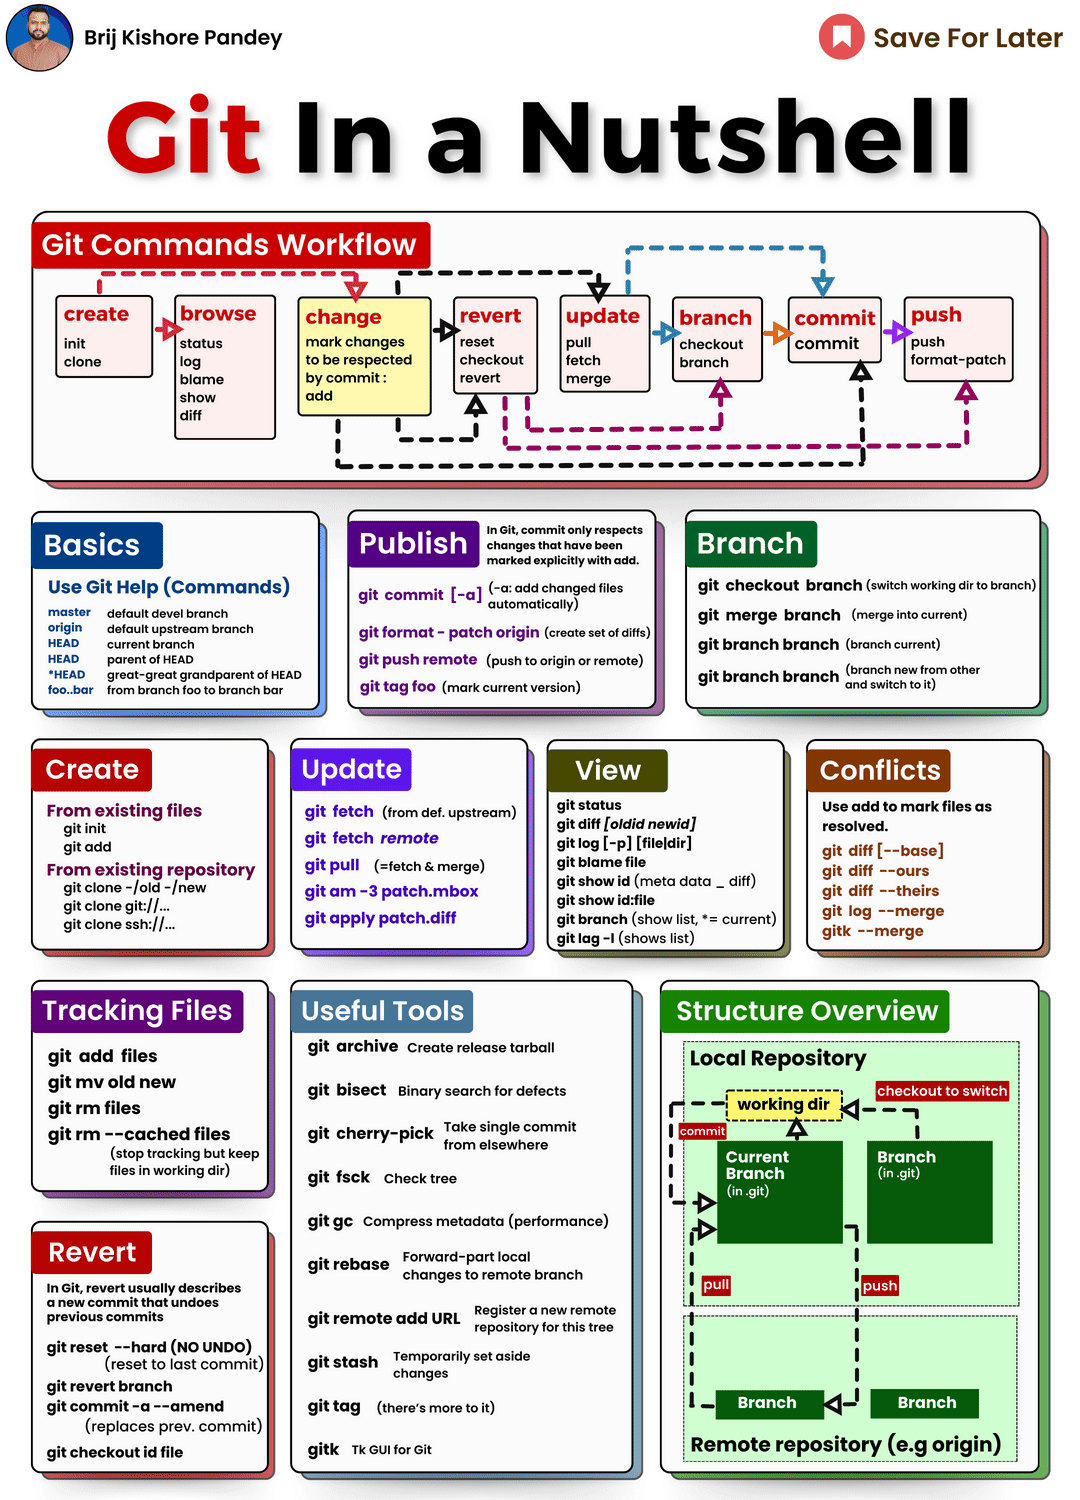 Brij Kishore Pandey
Save For Later
Git In a Nutshell
Git Commands Workflow
create
init
clone
browse
status
log
blame
show
diff
change
mark changes
to be respected
by commit :
add
revert
reset
checkout
revert
update
pull
fetch
merge
branch
checkout
branch
commit
commit
push
push
format-patch
Basics
Use Git Help (Commands)
master default devel branch
origin default upstream branch
HEAD current branch
HEAD parent of HEAD
*HEAD great-great grandparent of HEAD
foo..bar from branch foo to branch bar
Publish
In Git, commit only respects
changes that have been
marked explicitly with add.
git commit [-a] (-a: add changed files
automatically)
git format - patch origin (create set of diffs)
git push remote (push to origin or remote)
git tag foo (mark current version)
Branch
git checkout branch (switch working dir to branch)
git merge branch (merge into current)
git branch branch (branch current)
git branch branch (branch new from other
and switch to it)
Create
From existing files
git init
git add
From existing repository
git clone -/old -/new
git clone git://...
git clone ssh://...
Update
git fetch (from def. upstream)
git fetch remote
git pull (=fetch & merge)
git am -3 patch.mbox
git apply patch.diff
View
git status
git diff [oldid newid]
git log [-p] [file|dir]
git blame file
git show id (meta data _ diff)
git show id:file
git branch (show list, *= current)
git lag -l (shows list)
Conflicts
Use add to mark files as
resolved.
git diff [--base]
git diff --ours
git diff --theirs
git log --merge
gitk --merge
Tracking Files
git add files
git mv old new
git rm files
git rm --cached files
(stop tracking but keep
files in working dir)
Revert
In Git, revert usually describes
a new commit that undoes
previous commits
git reset --hard (NO UNDO)
(reset to last commit)
git revert branch
git commit -a --amend
(replaces prev. commit)
git checkout id file
Useful Tools
git archive Create release tarball
git bisect Binary search for defects
git cherry-pick Take single commit
from elsewhere
git fsck Check tree
git gc Compress metadata (performance)
git rebase Forward-part local
changes to remote branch
git remote add URL Register a new remote
repository for this tree
git stash Temporarily set aside
changes
git tag (there's more to it)
gitk Tk GUI for Git
Structure Overview
Local Repository
working dir
checkout to switch
commit
Current
Branch
(in .git)
Branch
(in .git)
pull
push
Branch
Branch
Remote repository (e.g origin)